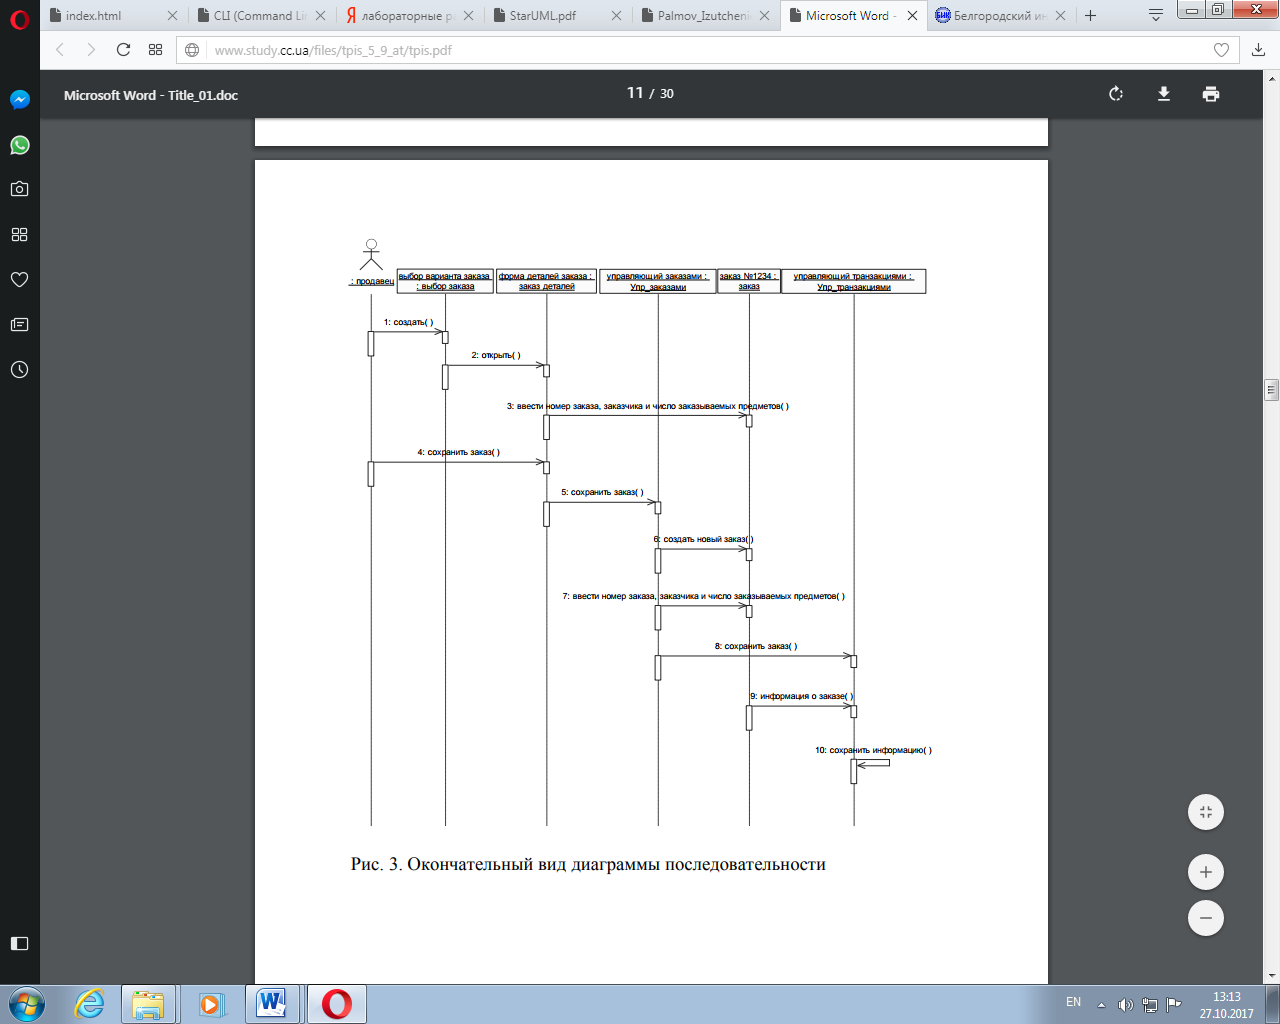 index.html
CLI (Command Lin
лабораторные ра
StarUML.pdf
Palmov_Izutcheni
Microsoft Word -
Белгородский ин
www.study.cc.ua/files/tpis_5_9_at/tpis.pdf
Microsoft Word - Title_01.doc
11 / 30
: продавец
выбор варианта заказа
: выбор заказа
форма деталей заказа :
заказ деталей
управляющий заказами :
Упр_заказами
заказ №1234 :
заказ
управляющий транзакциями :
Упр_транзакциями
1: создать( )
2: открыть( )
3: ввести номер заказа, заказчика и число заказываемых предметов( )
4: сохранить заказ( )
5: сохранить заказ( )
6: создать новый заказ( )
7: ввести номер заказа, заказчика и число заказываемых предметов( )
8: сохранить заказ( )
9: информация о заказе( )
10: сохранить информацию( )
Рис. 3. Окончательный вид диаграммы последовательности
EN
13:13
27.10.2017